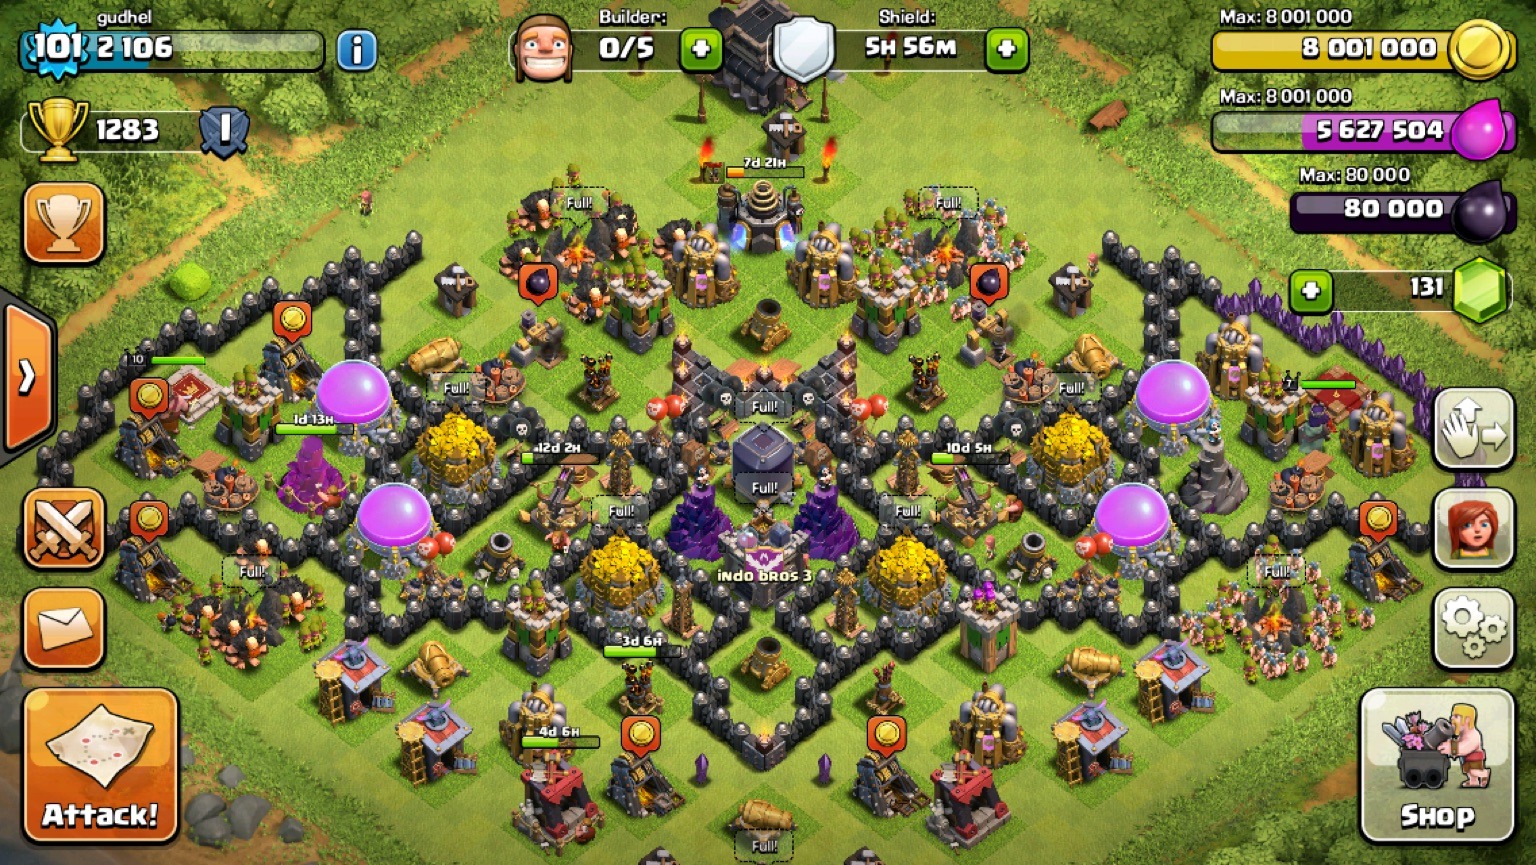 gudhel
101 2 106
i
Builder:
0/5
Shield:
5h 56m
Max: 8 001 000
8 001 000
Max: 8 001 000
5 627 504
Max: 80 000
80 000
131
1283
I
7d 21h
Full!
Full!
10
7
Full!
Full!
Full!
1d 13h
12d 2h
10d 5h
Full!
Full!
Full!
Full!
Full!
INDO BROS 3
3d 6h
4d 6h
Full!
Attack!
Shop